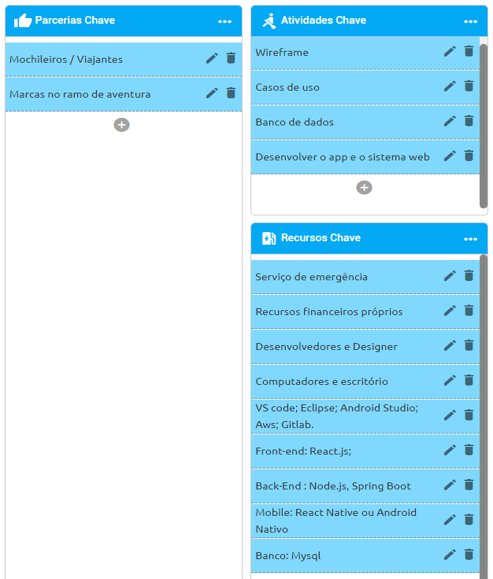 Parcerias Chave
Mochileiros / Viajantes
Marcas no ramo de aventura
Atividades Chave
Wireframe
Casos de uso
Banco de dados
Desenvolver o app e o sistema web
Recursos Chave
Serviço de emergência
Recursos financeiros próprios
Desenvolvedores e Designer
Computadores e escritório
VS code; Eclipse; Android Studio;
Aws; Gitlab.
Front-end: React.js;
Back-End : Node.js, Spring Boot
Mobile: React Native ou Android
Nativo
Banco: Mysql